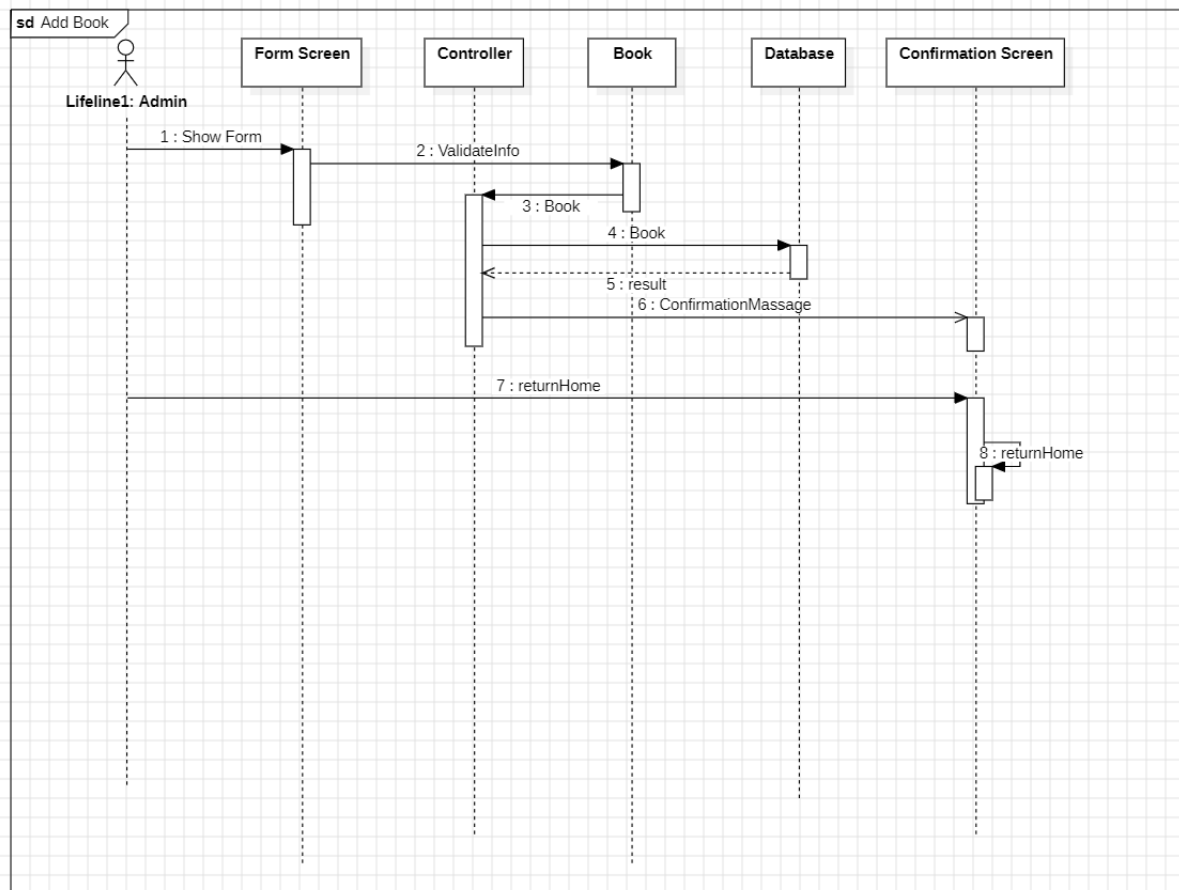 sd Add Book
Form Screen
Controller
Book
Database
Confirmation Screen
Lifeline1: Admin
1 : Show Form
2 : ValidateInfo
3 : Book
4 : Book
5 : result
6 : ConfirmationMassage
7 : returnHome
8 : returnHome